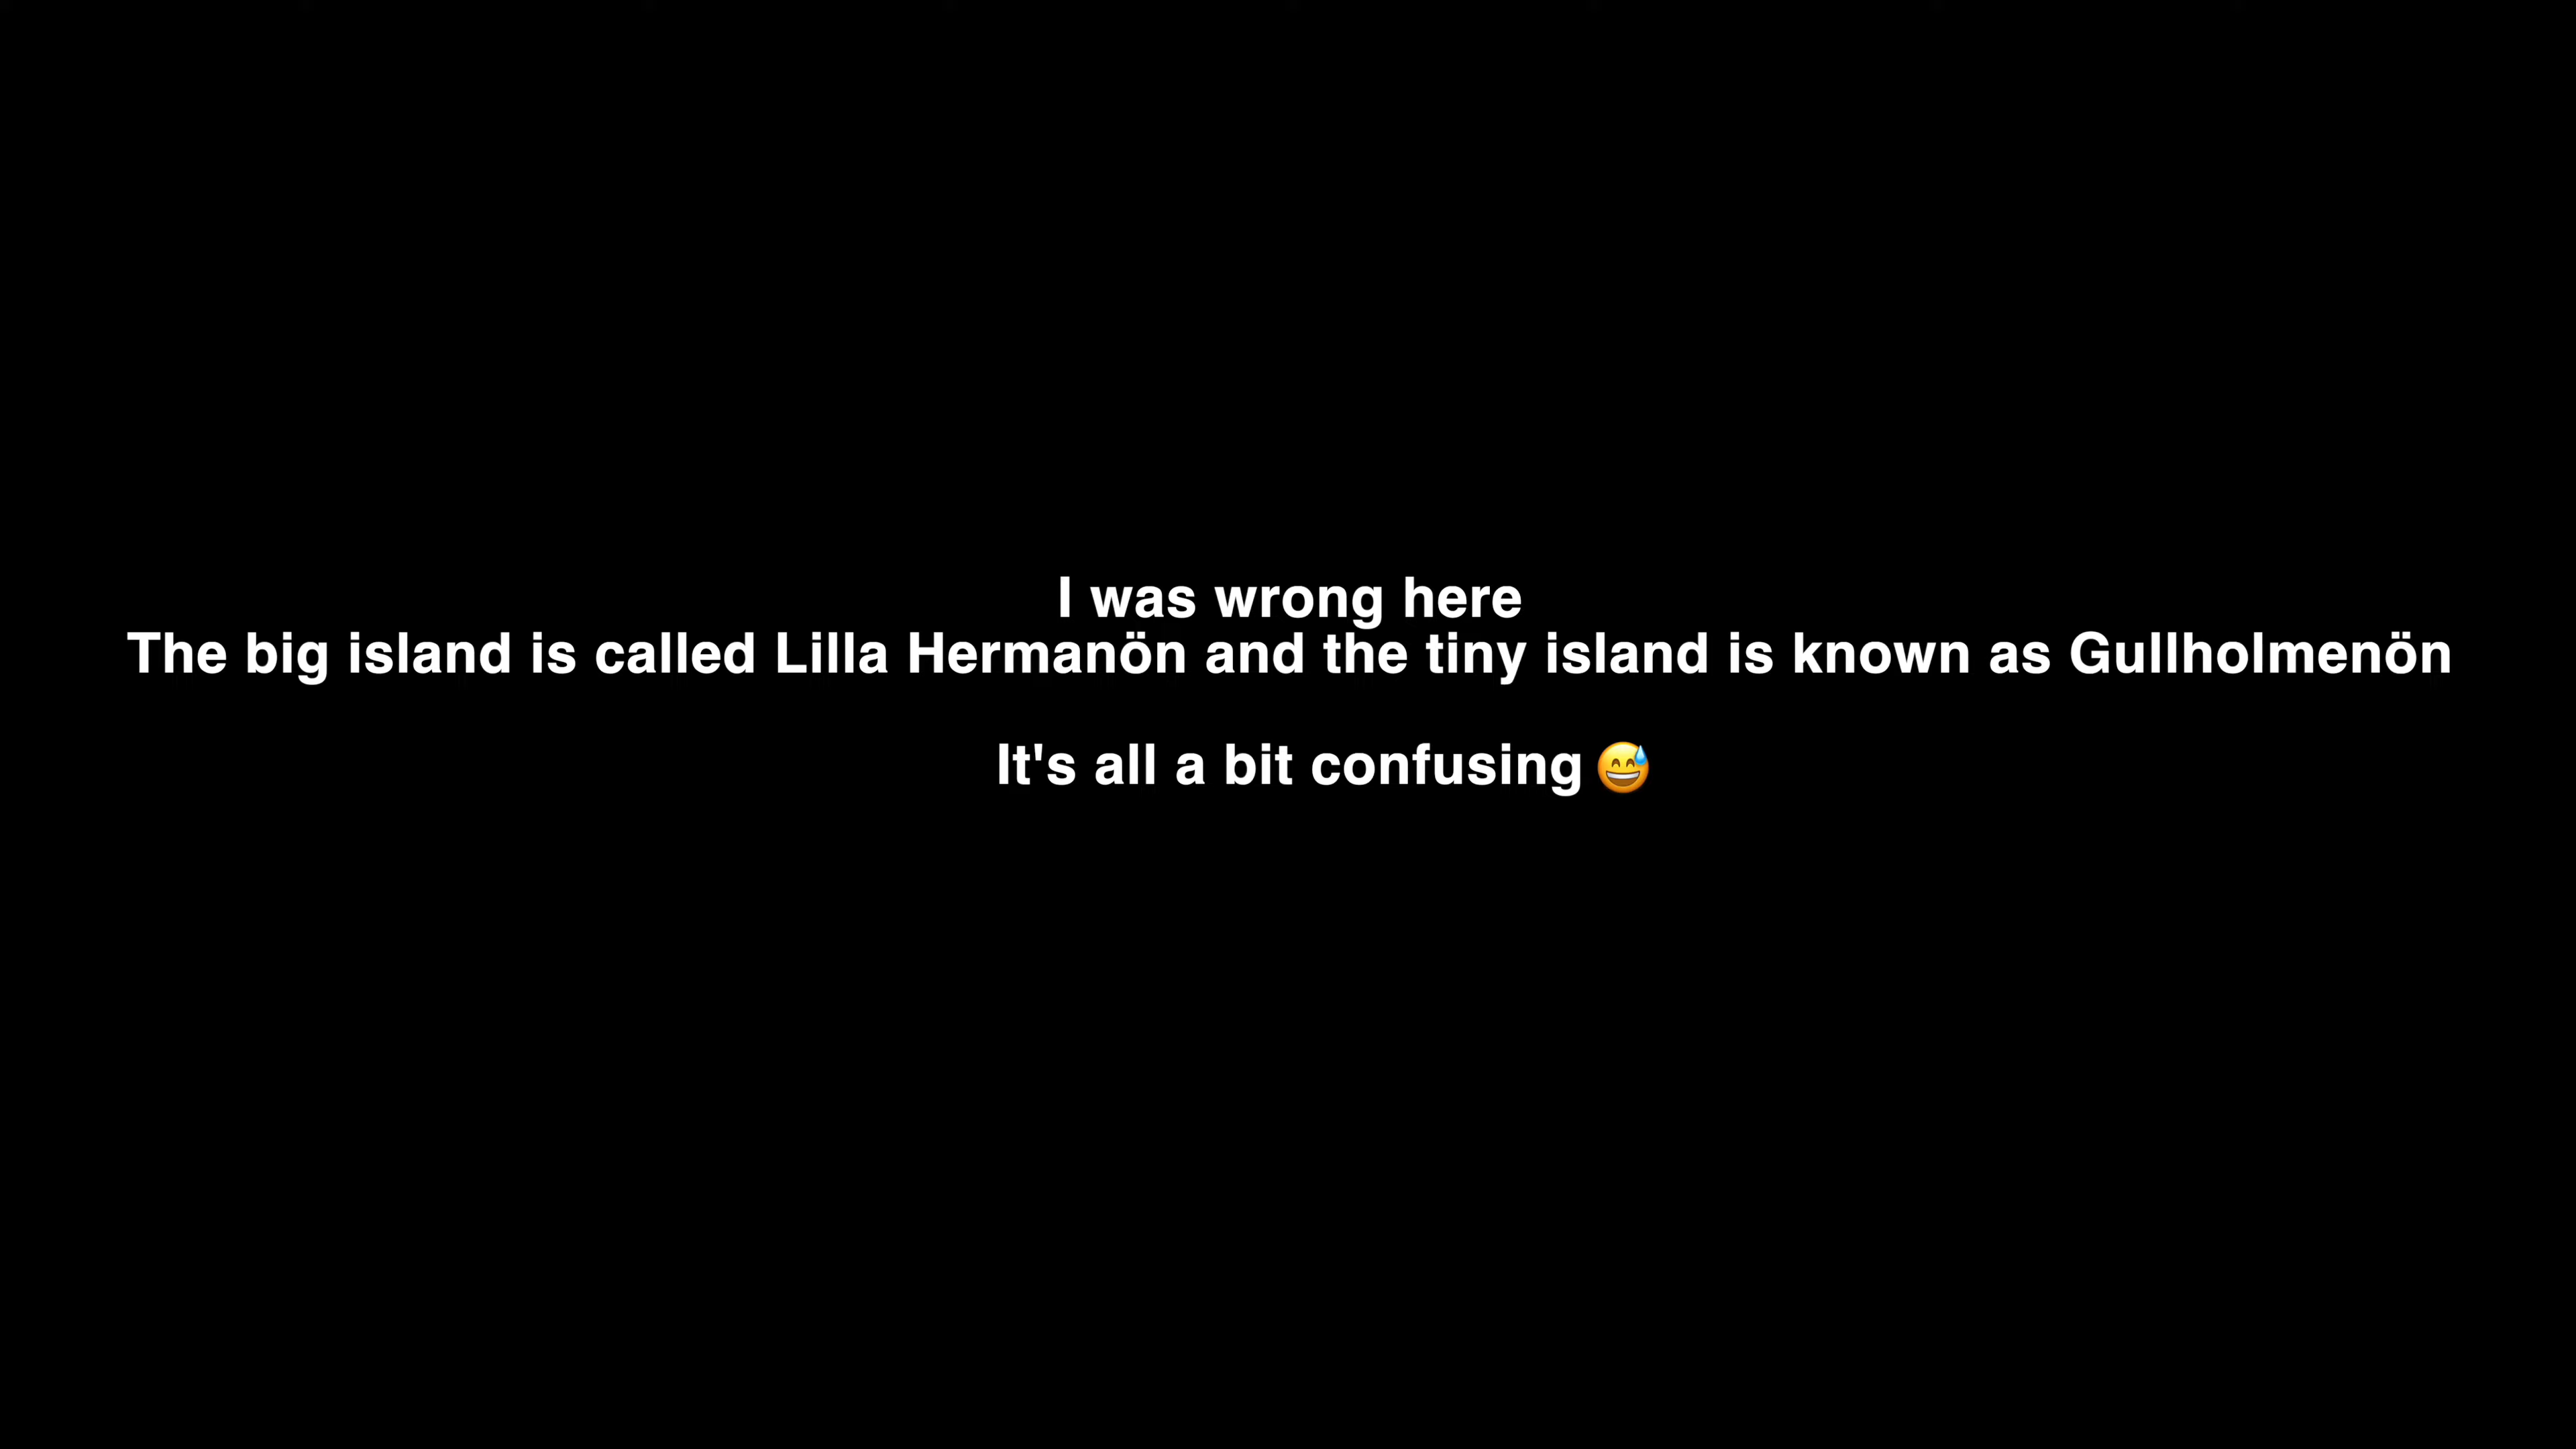 I was wrong here
The big island is called Lilla Hermanön and the tiny island is known as Gullholmenön
It's all a bit confusing 😅